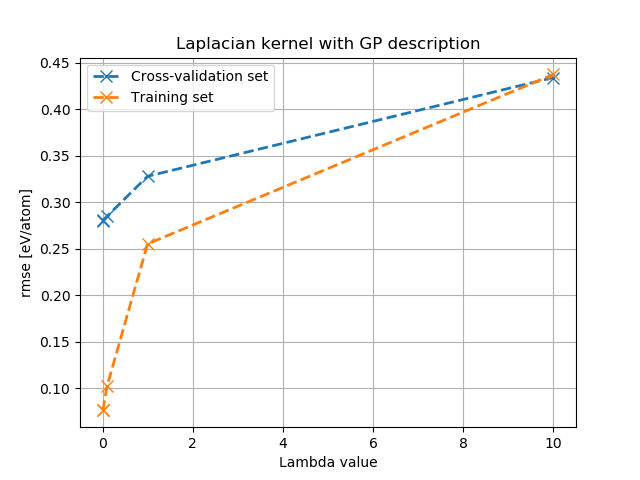 Laplacian kernel with GP description
Cross-validation set
Training set
rmse [eV/atom]
0.45
0.40
0.35
0.30
0.25
0.20
0.15
0.10
0 2 4 6 8 10
Lambda value